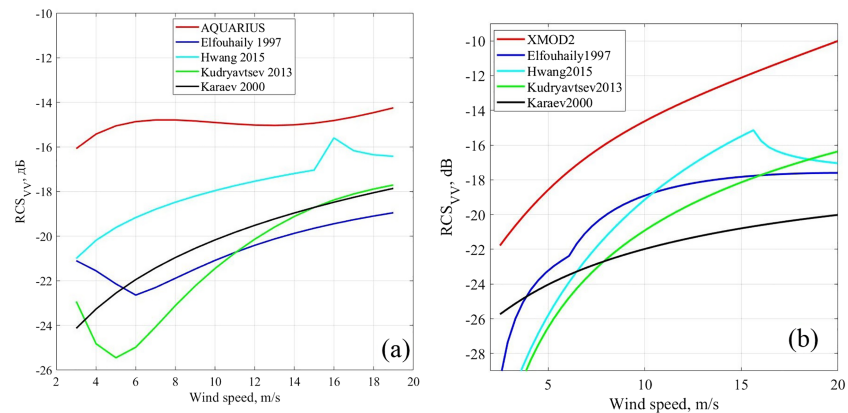 -10
-12
-14
-16
-18
-20
-22
-24
-26
RCS_VV, дБ
AQUARIUS
Elfouhaily 1997
Hwang 2015
Kudryavtsev 2013
Karaev 2000
(a)
2 4 6 8 10 12 14 16 18 20
Wind speed, m/s
-10
-12
-14
-16
-18
-20
-22
-24
-26
-28
RCS_VV, dB
XMOD2
Elfouhaily1997
Hwang2015
Kudryavtsev2013
Karaev2000
(b)
5 10 15 20
Wind speed, m/s